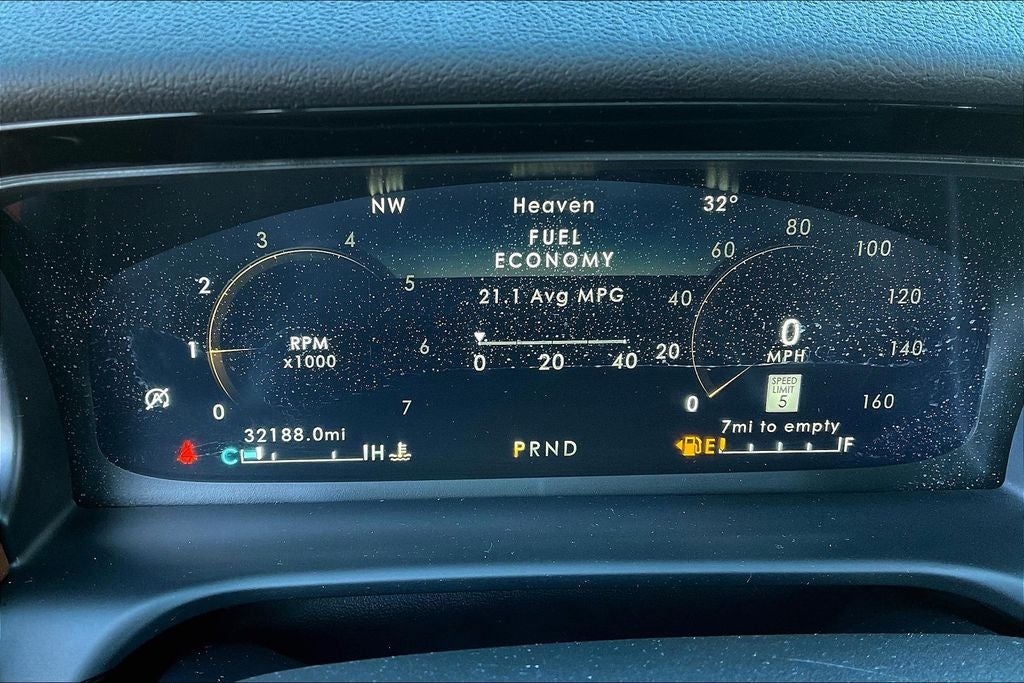 NW Heaven 32°
FUEL
ECONOMY
21.1 Avg MPG
0 20 40
0 1 2 3 4 5 6 7
RPM
x1000
0 20 40 60 80 100 120 140 160
0
MPH
SPEED
LIMIT
5
32188.0mi
C H
PRND
7mi to empty
E F